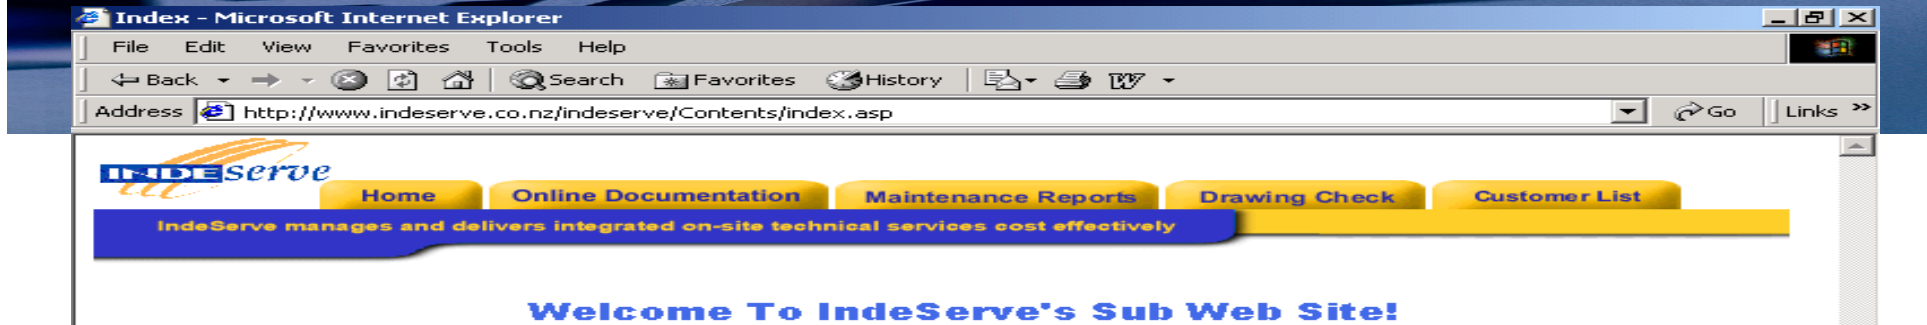 Index - Microsoft Internet Explorer
File Edit View Favorites Tools Help
Back Search Favorites History
Address http://www.indeserve.co.nz/indeserve/Contents/index.asp Go Links »
INDEserve
Home Online Documentation Maintenance Reports Drawing Check Customer List
IndeServe manages and delivers integrated on-site technical services cost effectively
Welcome To IndeServe's Sub Web Site!